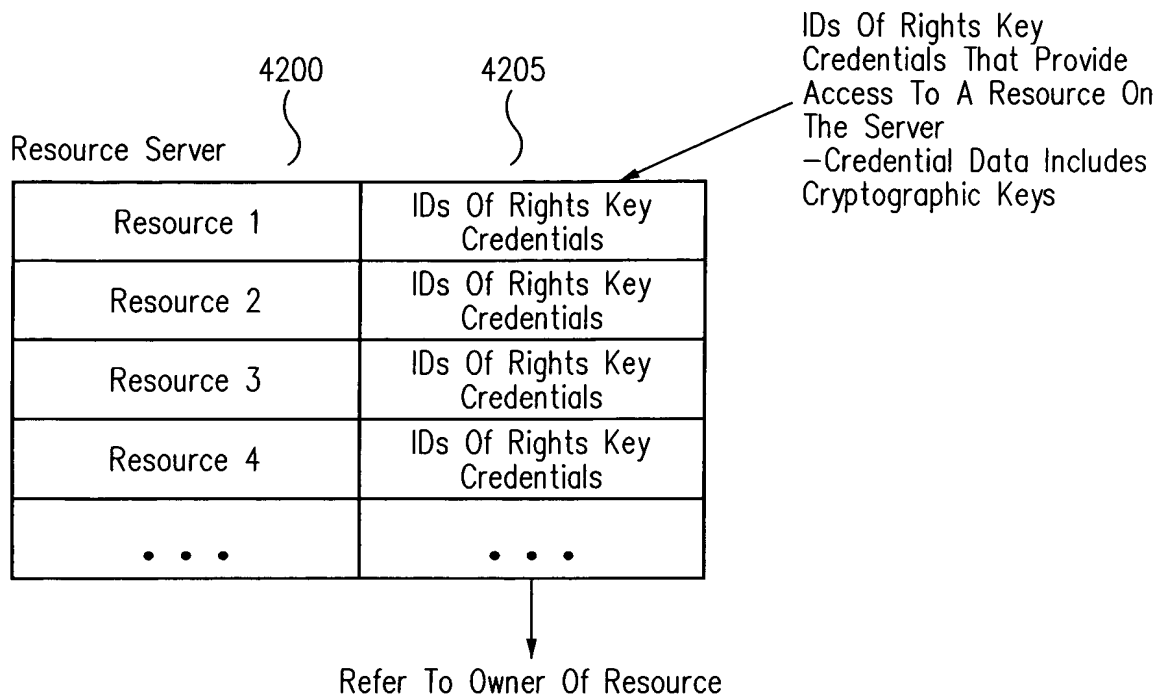 4200
4205
IDs Of Rights Key
Credentials That Provide
Access To A Resource On
The Server
-Credential Data Includes
Cryptographic Keys
Resource Server
Resource 1
IDs Of Rights Key
Credentials
Resource 2
IDs Of Rights Key
Credentials
Resource 3
IDs Of Rights Key
Credentials
Resource 4
IDs Of Rights Key
Credentials
• • •
• • •
Refer To Owner Of Resource